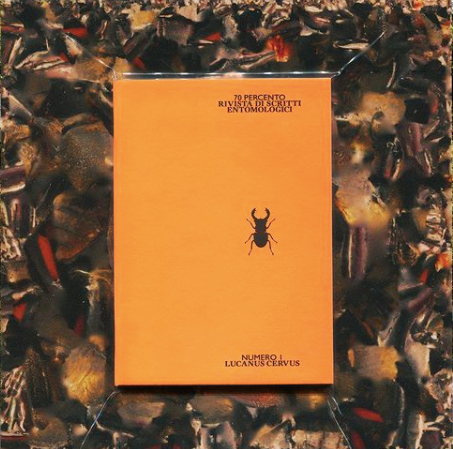 70 PERCENTO
RIVISTA DI SCRITTI
ENTOMOLOGICI
NUMERO 1
LUCANUS CERVUS